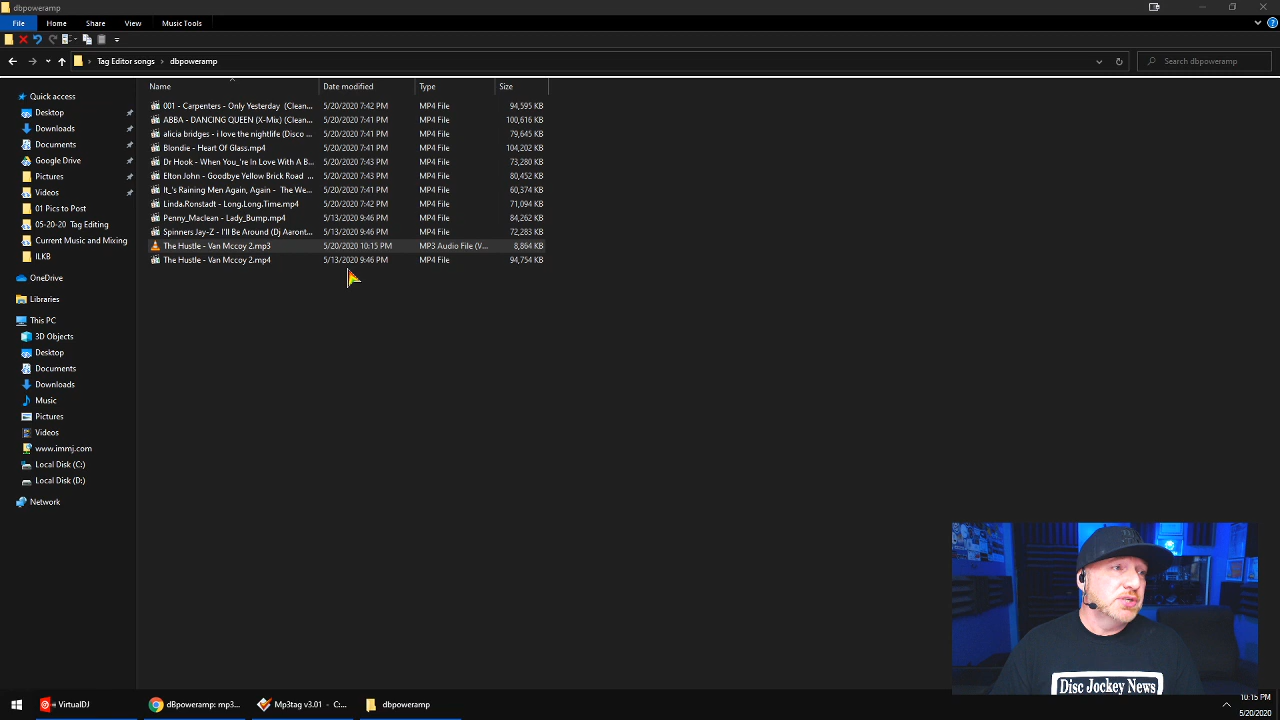 dbpoweramp
File Home Share View Music Tools
Tag Editor songs dbpoweramp Search dbpoweramp
Name Date modified Type Size
001 - Carpenters - Only Yesterday (Clean... 5/20/2020 7:42 PM MP4 File 94,595 KB
ABBA - DANCING QUEEN (X-Mix) (Clean... 5/20/2020 7:41 PM MP4 File 100,616 KB
alicia bridges - i love the nightlife (Disco ... 5/20/2020 7:41 PM MP4 File 79,645 KB
Blondie - Heart Of Glass.mp4 5/20/2020 7:41 PM MP4 File 104,202 KB
Dr Hook - When You_'re In Love With A B... 5/20/2020 7:43 PM MP4 File 73,280 KB
Elton John - Goodbye Yellow Brick Road ... 5/20/2020 7:43 PM MP4 File 80,452 KB
It_'s Raining Men Again, Again - The We... 5/20/2020 7:41 PM MP4 File 60,374 KB
Linda.Ronstadt - Long.Long.Time.mp4 5/20/2020 7:42 PM MP4 File 71,094 KB
Penny_Maclean - Lady_Bump.mp4 5/13/2020 9:46 PM MP4 File 84,262 KB
Spinners Jay-Z - I'll Be Around (Dj Aaront... 5/13/2020 9:46 PM MP4 File 72,283 KB
The Hustle - Van Mccoy 2.mp3 5/20/2020 10:15 PM MP3 Audio File (V... 8,864 KB
The Hustle - Van Mccoy 2.mp4 5/13/2020 9:46 PM MP4 File 94,754 KB
Quick access
Desktop
Downloads
Documents
Google Drive
Pictures
Videos
01 Pics to Post
05-20-20 Tag Editing
Current Music and Mixing
ILKB
OneDrive
Libraries
This PC
3D Objects
Desktop
Documents
Downloads
Music
Pictures
Videos
www.immj.com
Local Disk (C:)
Local Disk (D:)
Network
Disc Jockey News
VirtualDJ dBpoweramp: mp3... Mp3tag v3.01 - C:... dbpoweramp 10:15 PM
5/20/2020